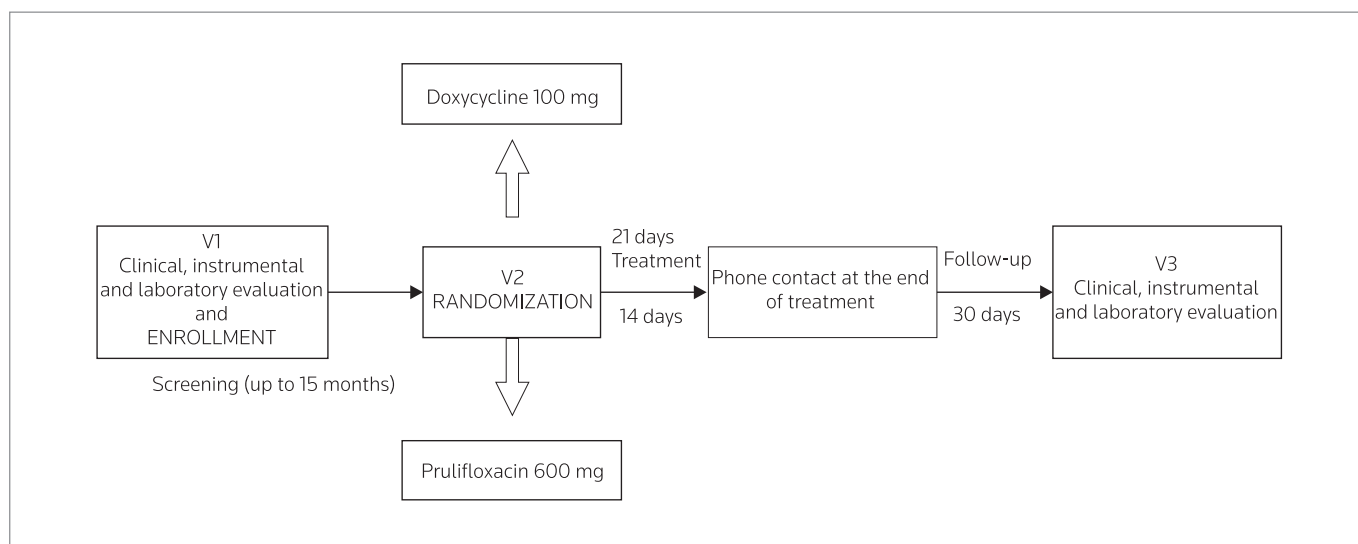 Doxycycline 100 mg
V1
Clinical, instrumental
and laboratory evaluation
and
ENROLLMENT
Screening (up to 15 months)
V2
RANDOMIZATION
21 days
Treatment
14 days
Phone contact at the end
of treatment
Follow-up
30 days
V3
Clinical, instrumental
and laboratory evaluation
Prulifloxacin 600 mg